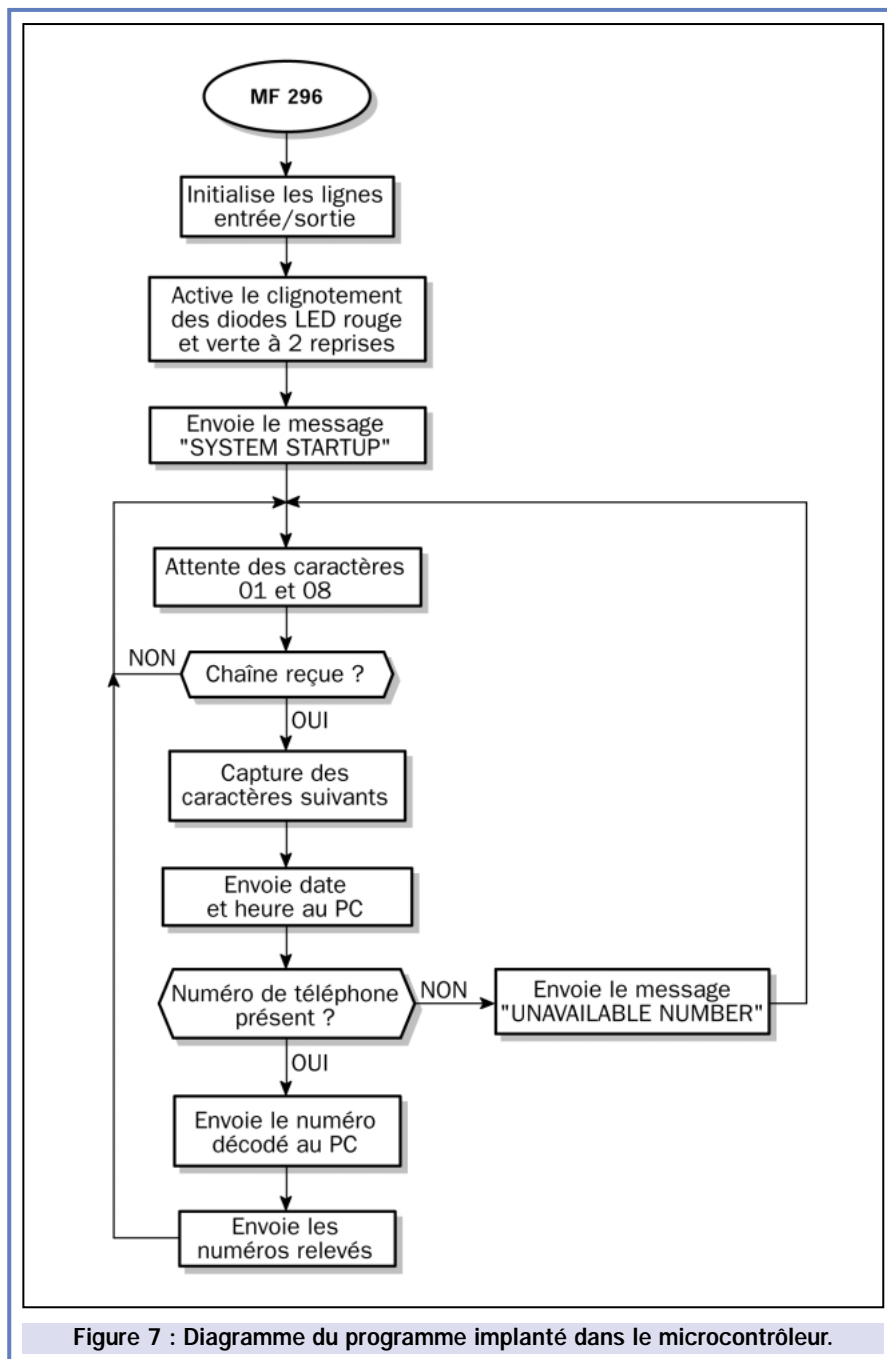 MF 296
Initialise les lignes
entrée/sortie
Active le clignotement
des diodes LED rouge
et verte à 2 reprises
Envoie le message
"SYSTEM STARTUP"
Attente des caractères
01 et 08
NON
Chaîne reçue ?
OUI
Capture des
caractères suivants
Envoie date
et heure au PC
Numéro de téléphone
présent ?
NON
Envoie le message
"UNAVAILABLE NUMBER"
OUI
Envoie le numéro
décodé au PC
Envoie les
numéros relevés
Figure 7 : Diagramme du programme implanté dans le microcontrôleur.